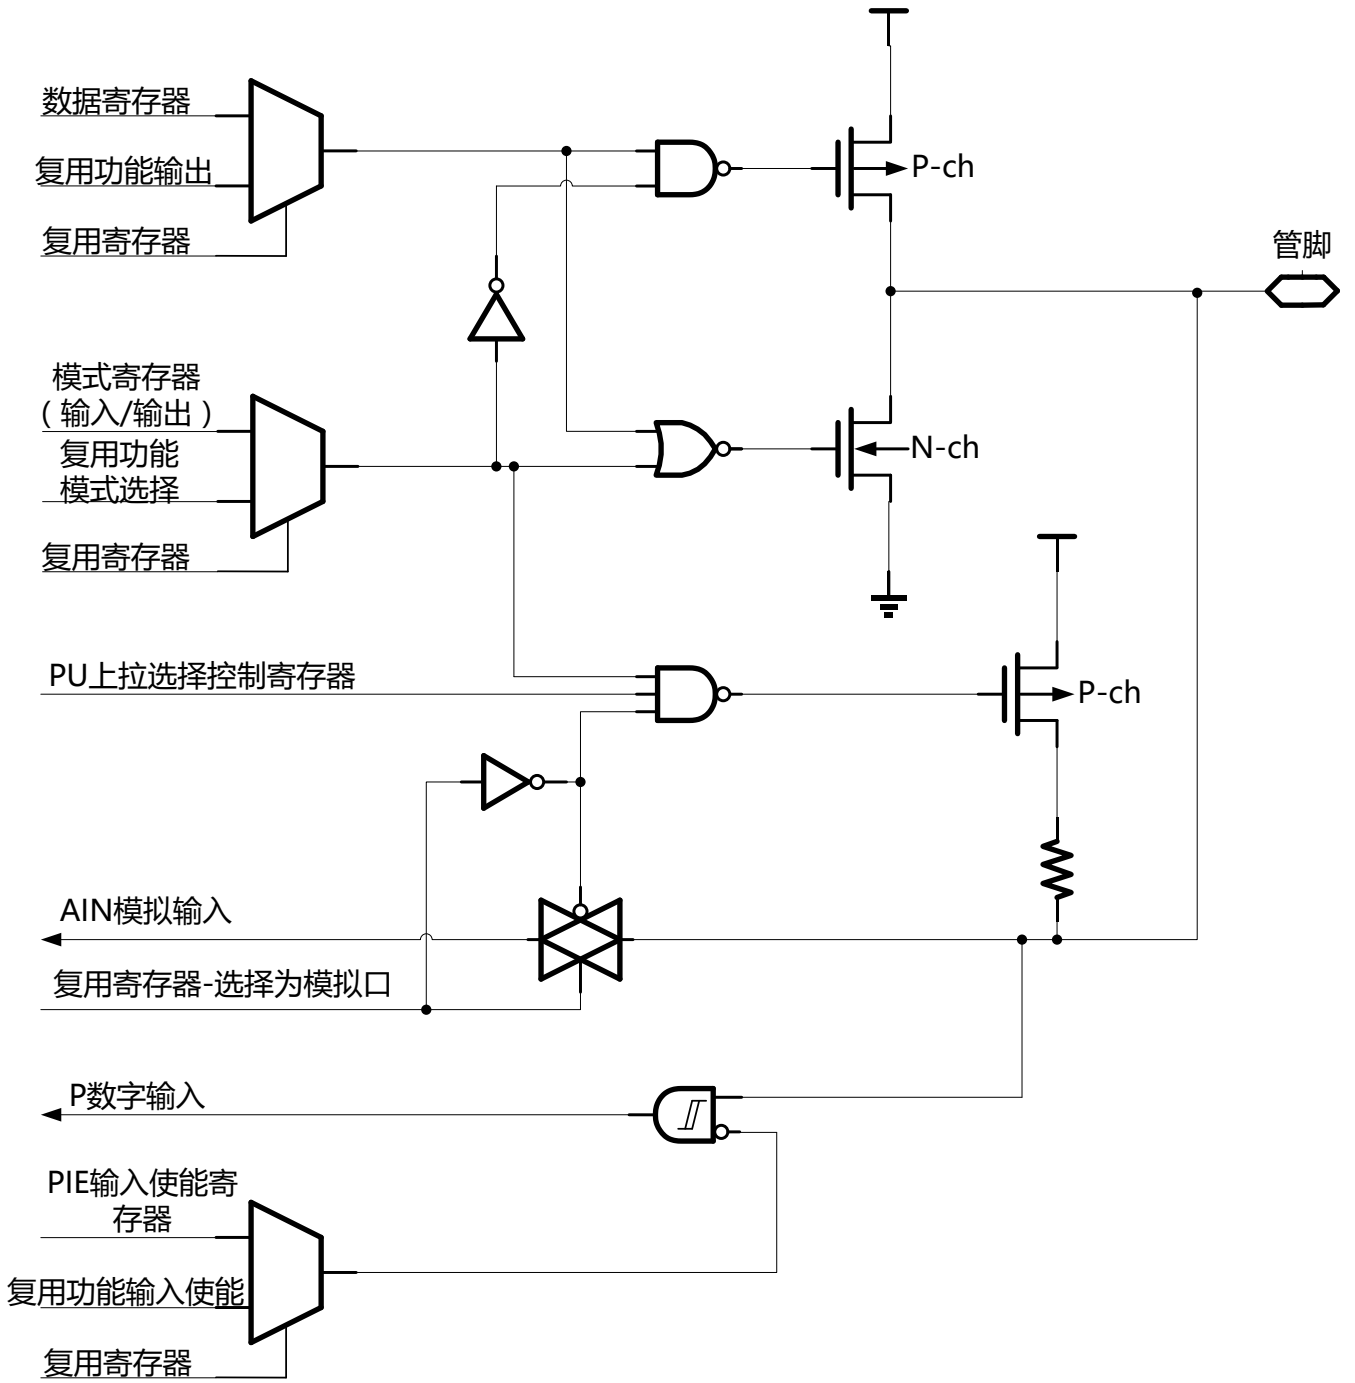 数据寄存器
复用功能输出
复用寄存器
P-ch
管脚
模式寄存器
（输入/输出）
复用功能
模式选择
复用寄存器
N-ch
PU上拉选择控制寄存器
P-ch
AIN模拟输入
复用寄存器-选择为模拟口
P数字输入
PIE输入使能寄
存器
复用功能输入使能
复用寄存器